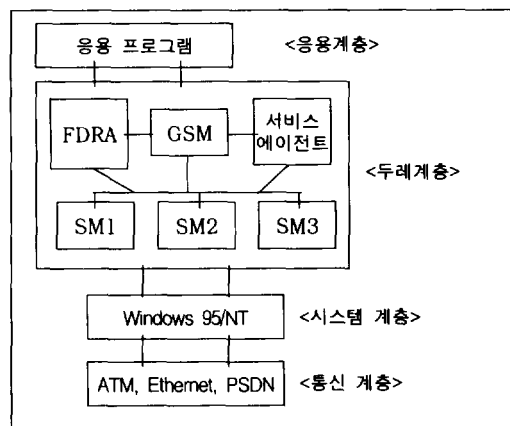 응용 프로그램 <응용계층>
FDRA GSM 서비스
에이전트
<두레계층>
SM1 SM2 SM3
Windows 95/NT <시스템 계층>
ATM, Ethernet, PSDN <통신 계층>